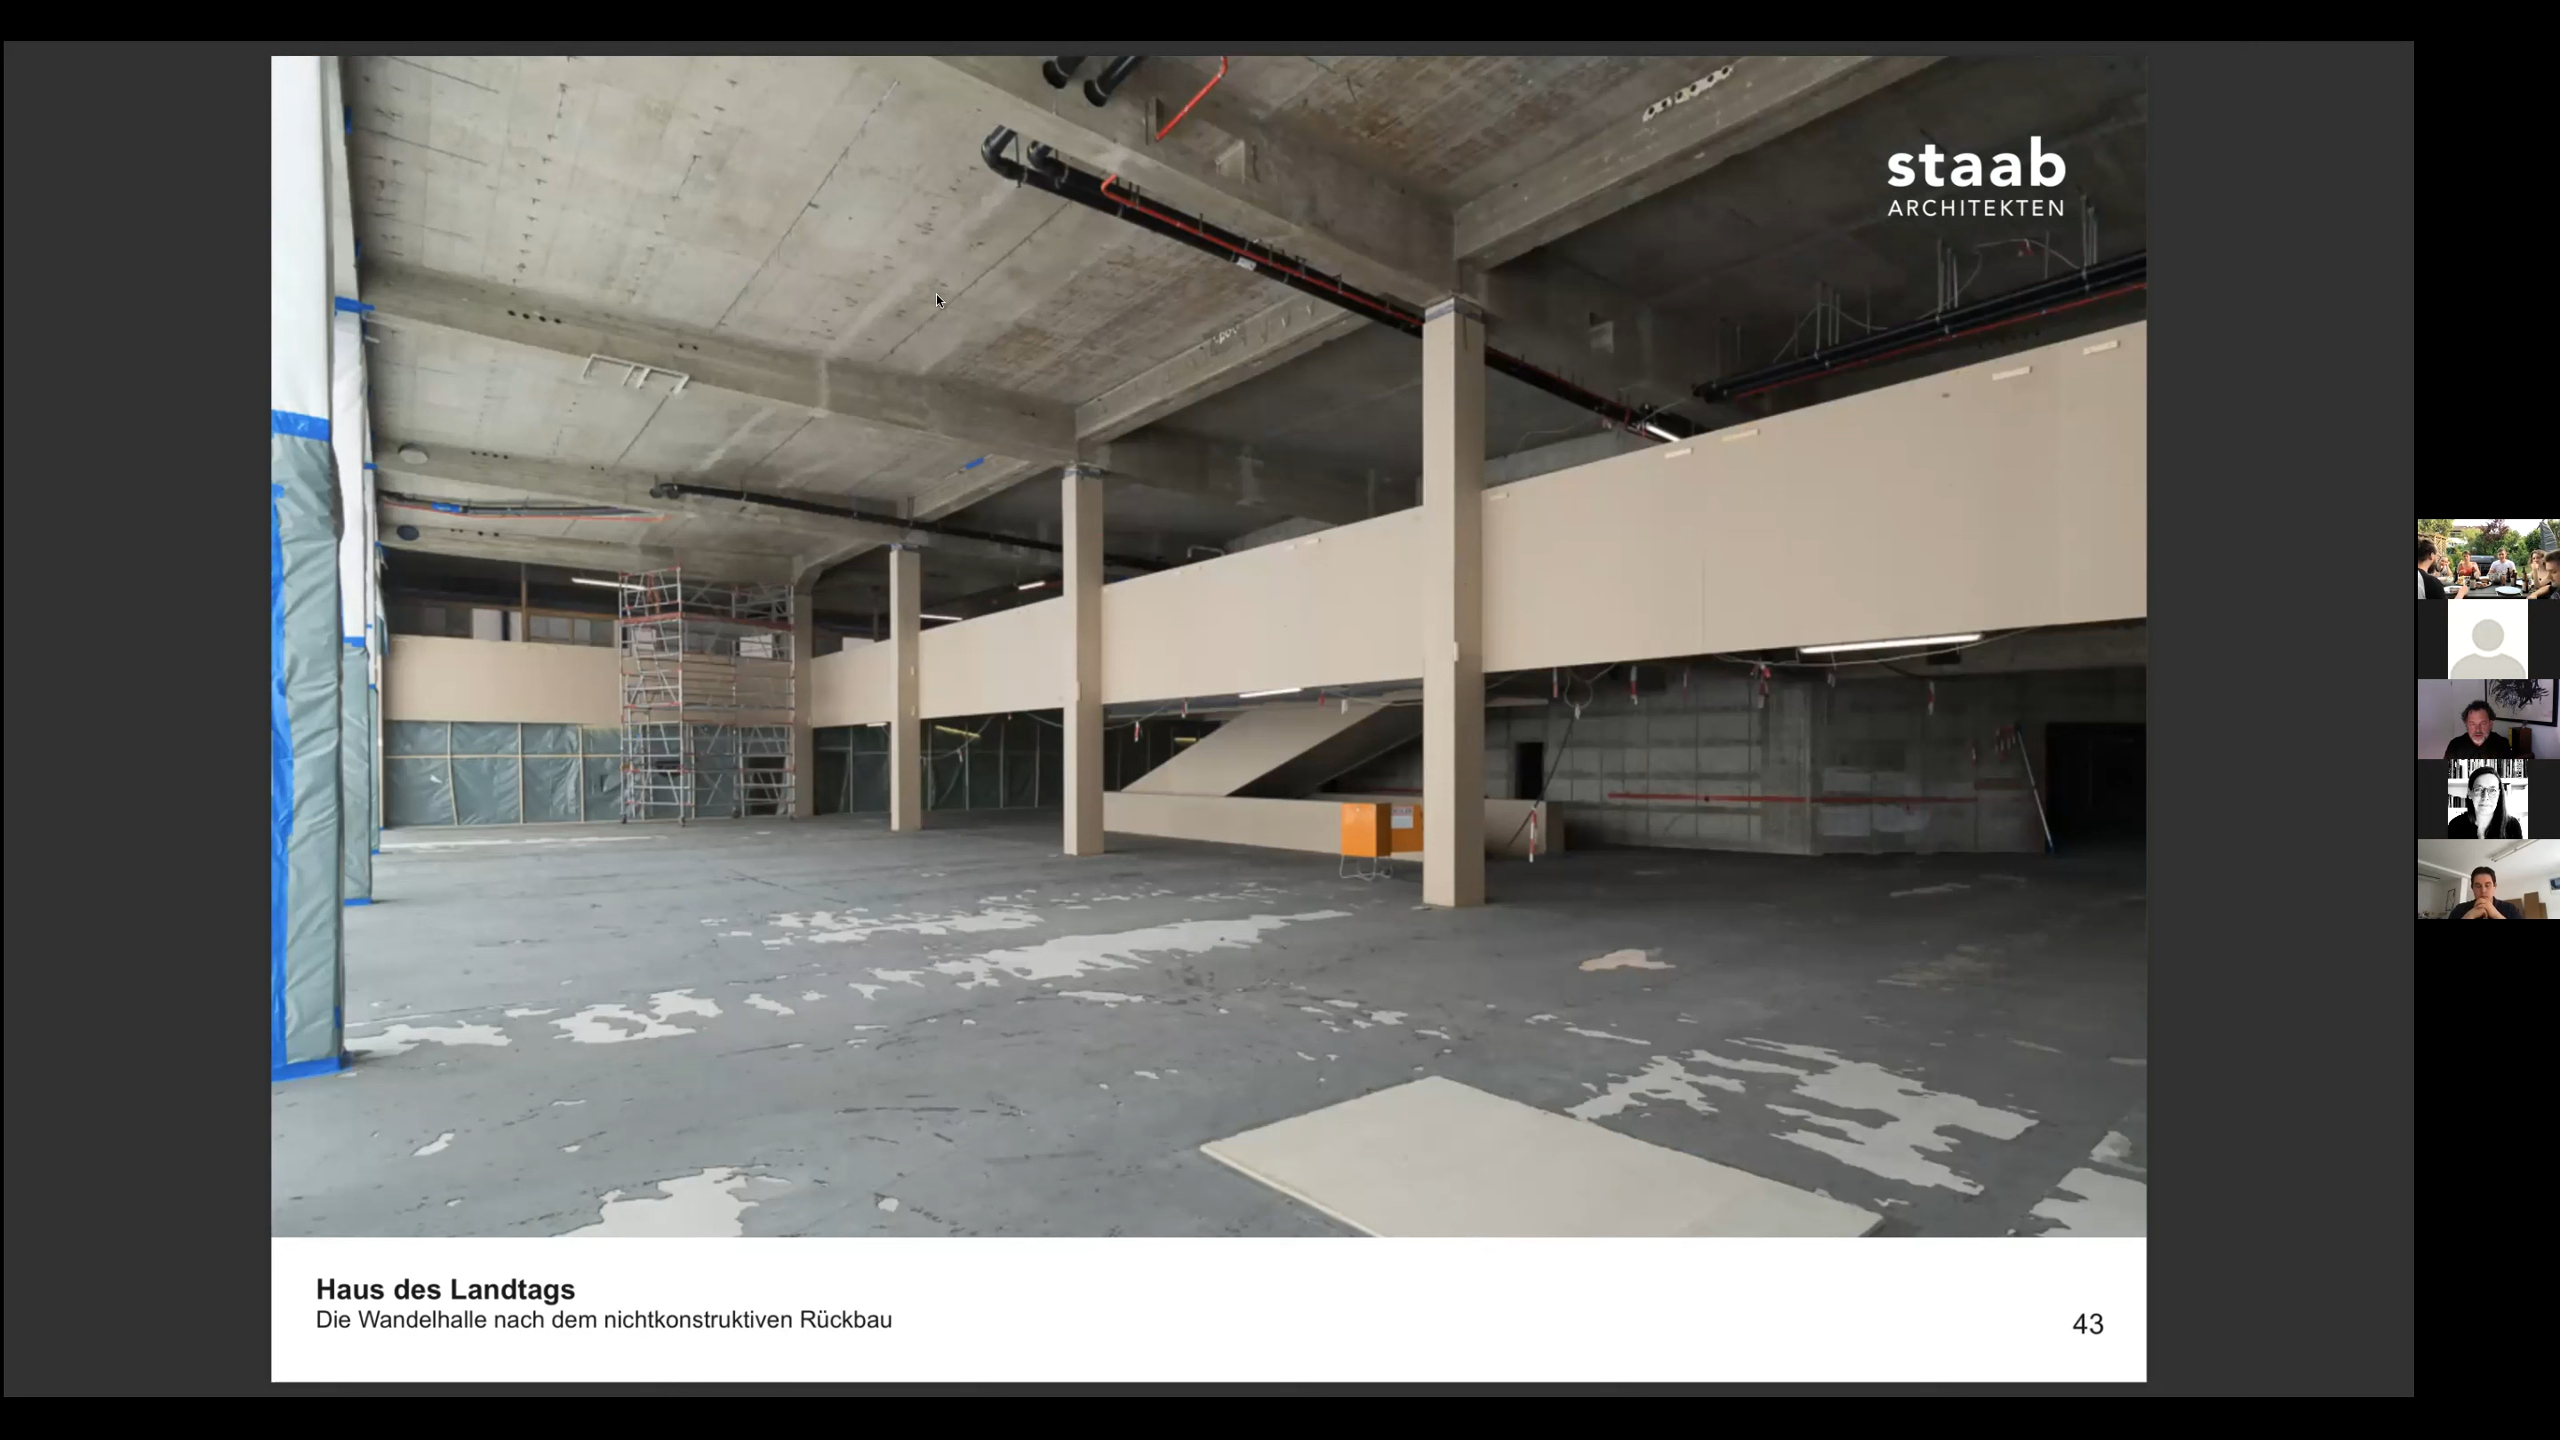 staab
ARCHITEKTEN
Haus des Landtags
Die Wandelhalle nach dem nichtkonstruktiven Rückbau
43